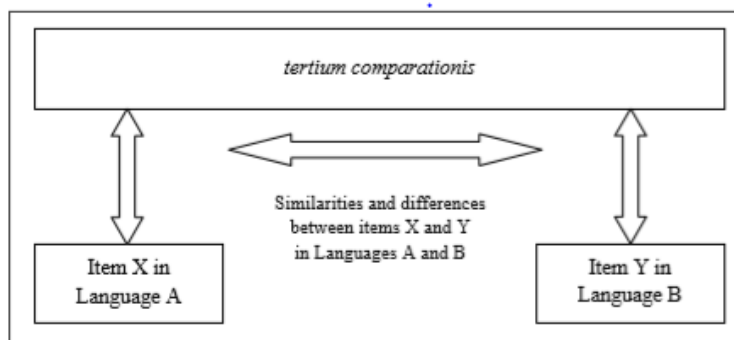 tertium comparationis
Similarities and differences
between items X and Y
in Languages A and B
Item X in
Language A
Item Y in
Language B